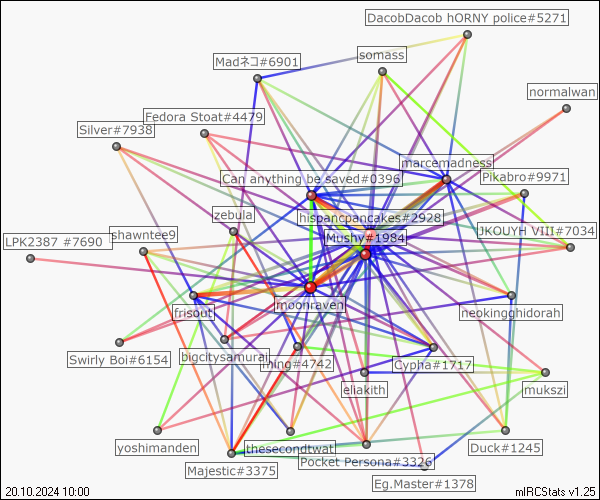 DacobDacob hORNY police#5271
Madネコ#6901
somass
normalwan
Fedora Stoat#4479
Silver#7938
marcemadness
Can anything be saved#0396
Pikabro#9971
zebula
hispancpancakes#2928
JKOUYH VIII#7034
shawntee9
Mushy#1984
LPK2387 #7690
moonraven
frisout
neokingghidorah
Swirly Boi#6154
bigcitysamurai
hing#4742
Cypha#1717
eliakith
mukszi
yoshimanden
thesecondtwat
Duck#1245
Pocket Persona#3326
Majestic#3375
Eg.Master#1378
20.10.2024 10:00
mIRCStats v1.25